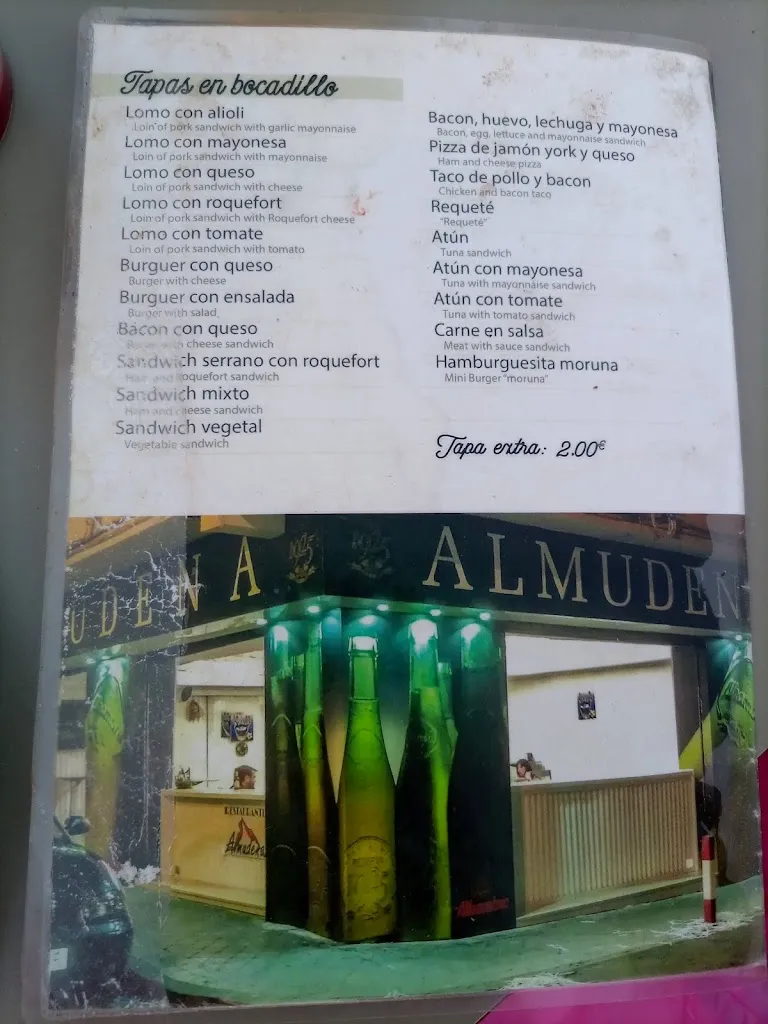 Tapas en bocadillo
Lomo con alioli
Loin of pork sandwich with garlic mayonnaise
Lomo con mayonesa
Loin of pork sandwich with mayonnaise
Lomo con queso
Loin of pork sandwich with cheese
Lomo con roquefort
Loin of pork sandwich with Roquefort cheese
Lomo con tomate
Loin of pork sandwich with tomato
Burguer con queso
Burger with cheese
Burguer con ensalada
Burger with salad
Bacon con queso
with cheese sandwich
Sandwich serrano con roquefort
Ham and Roquefort sandwich
Sandwich mixto
Ham and cheese sandwich
Sandwich vegetal
Vegetable sandwich
Bacon, huevo, lechuga y mayonesa
Bacon, egg, lettuce and mayonnaise sandwich
Pizza de jamón york y queso
Ham and cheese pizza
Taco de pollo y bacon
Chicken and bacon taco
Requeté
"Requeté"
Atún
Tuna sandwich
Atún con mayonesa
Tuna with mayonnaise sandwich
Atún con tomate
Tuna with tomato sandwich
Carne en salsa
Meat with sauce sandwich
Hamburguesita moruna
Mini Burger "moruna"
Tapa extra: 2.00€
UDENA
ALMUDEN
RESTAURANTE
Almudena